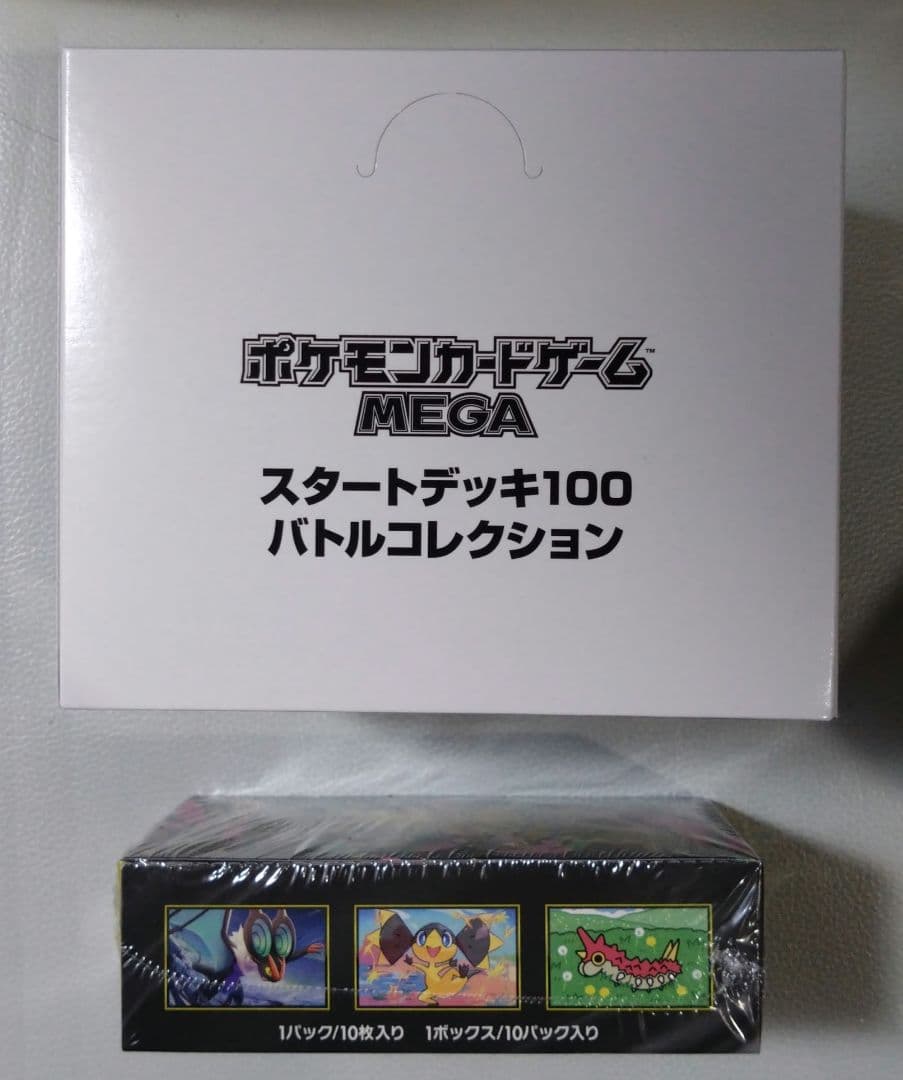 ポケモンカードゲーム™
MEGA
スタートデッキ100
バトルコレクション
1パック/10枚入り 1ボックス/10パック入り